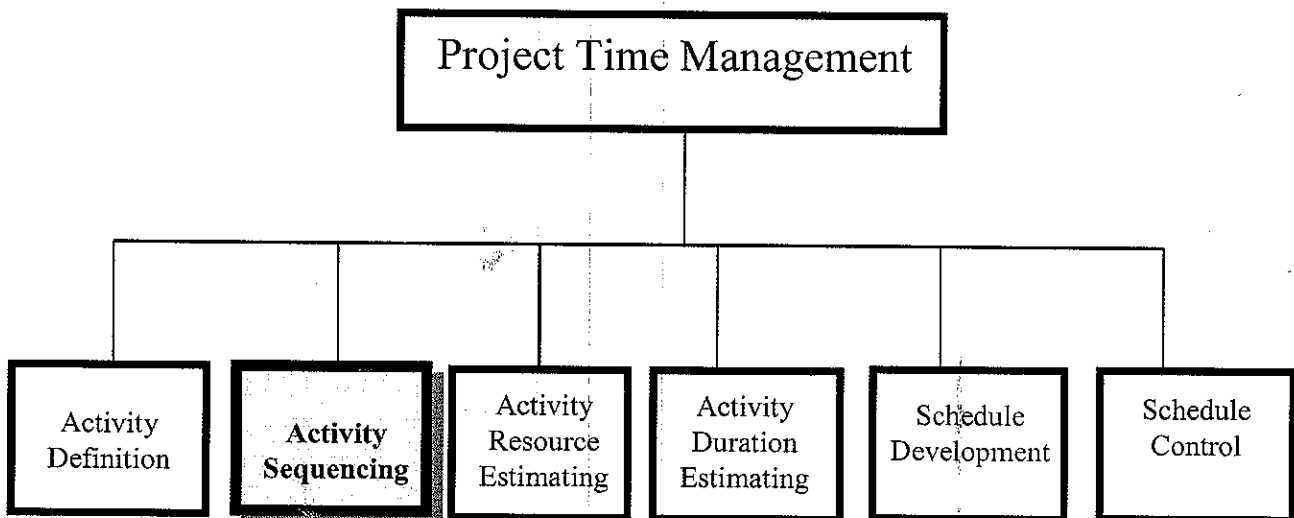 Project Time Management
Activity
Definition
Activity
Sequencing
Activity
Resource
Estimating
Activity
Duration
Estimating
Schedule
Development
Schedule
Control